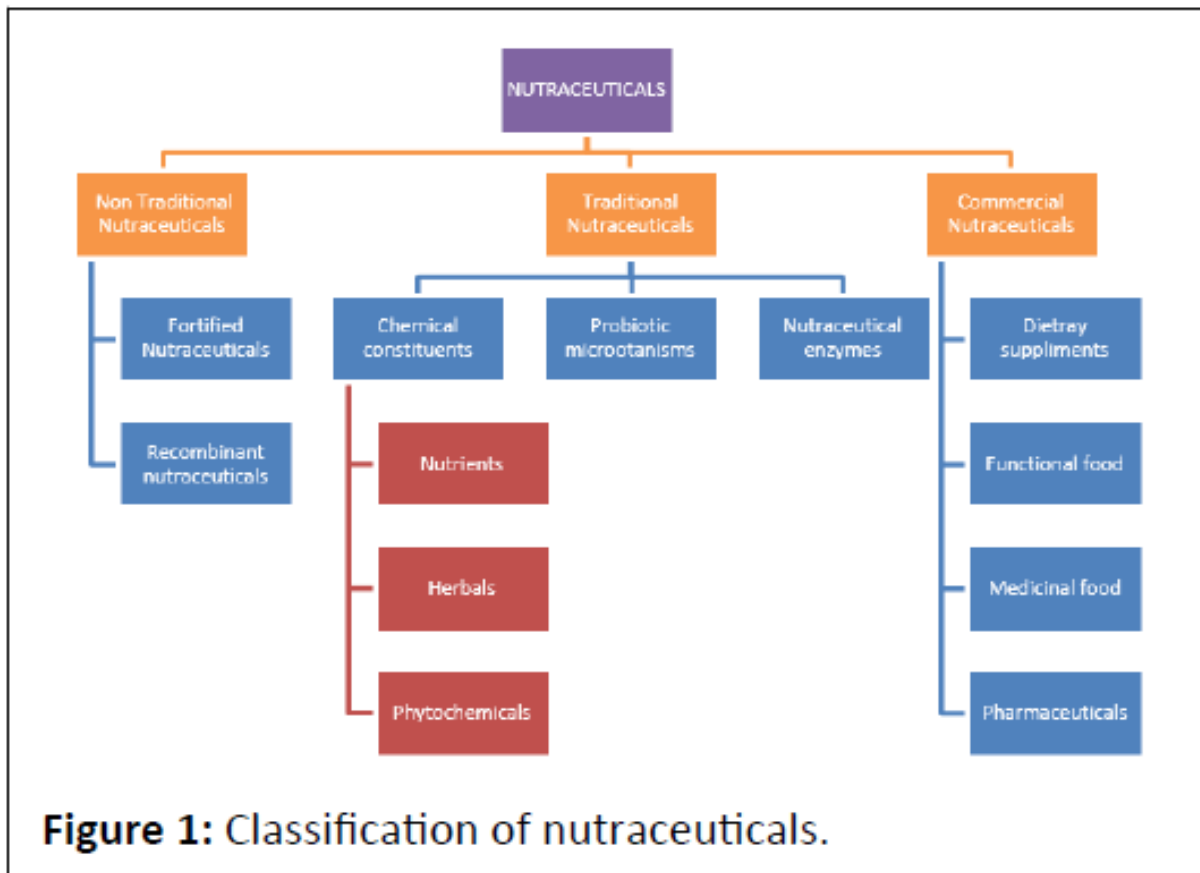 NUTRACEUTICALS
Non Traditional
Nutraceuticals
Traditional
Nutraceuticals
Commercial
Nutraceuticals
Fortified
Nutraceuticals
Chemical
constituents
Probiotic
microotanisms
Nutraceutical
enzymes
Dietray
suppliments
Recombinant
nutraceuticals
Nutrients
Functional food
Herbals
Medicinal food
Phytochemicals
Pharmaceuticals
Figure 1: Classification of nutraceuticals.